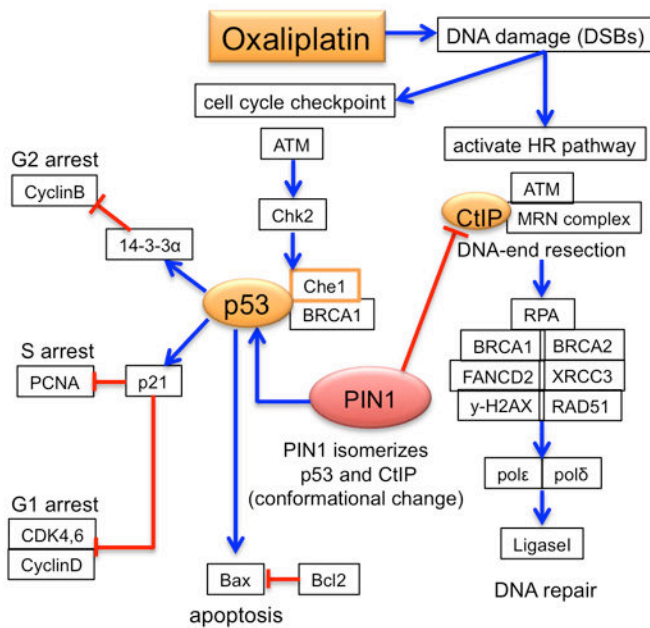 Oxaliplatin
DNA damage (DSBs)
cell cycle checkpoint
activate HR pathway
ATM
Chk2
G2 arrest
CyclinB
14-3-3α
p53
Che1
BRCA1
S arrest
PCNA
p21
G1 arrest
CDK4,6
CyclinD
Bax
Bcl2
apoptosis
PIN1
PIN1 isomerizes
p53 and CtIP
(conformational change)
CtIP
ATM
MRN complex
DNA-end resection
RPA
BRCA1 BRCA2
FANCD2 XRCC3
y-H2AX RAD51
polε polδ
LigaseI
DNA repair